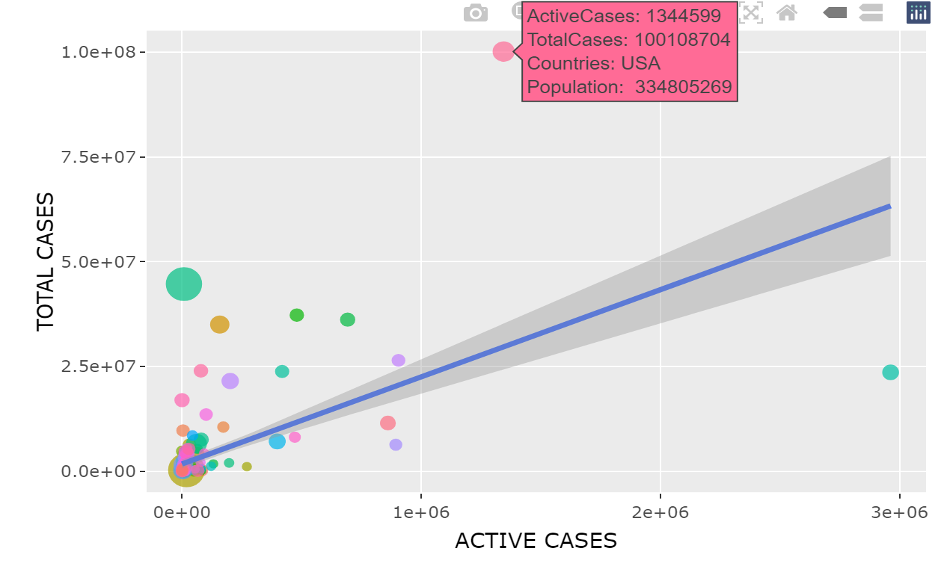 ActiveCases: 1344599
TotalCases: 100108704
Countries: USA
Population: 334805269
1.0e+08
7.5e+07
5.0e+07
2.5e+07
0.0e+00
TOTAL CASES
0e+00
1e+06
2e+06
3e+06
ACTIVE CASES